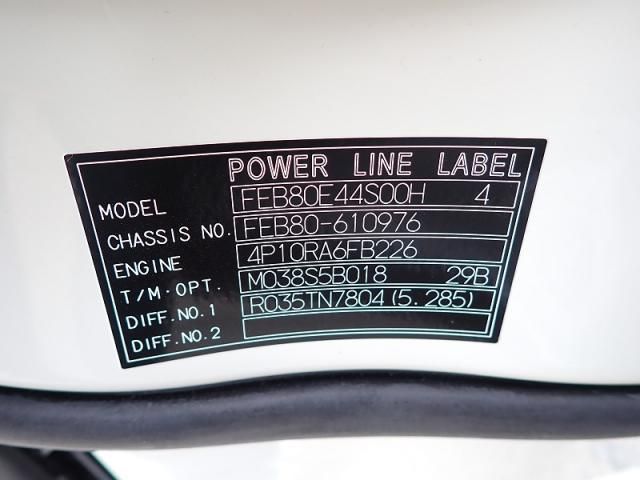 POWER LINE LABEL
MODEL FEB80E44S00H 4
CHASSIS NO. FEB80-610976
ENGINE 4P10RA6FB226
T/M.OPT. M038S5B018 29B
DIFF.NO.1 R035TN7804(5.285)
DIFF.NO.2